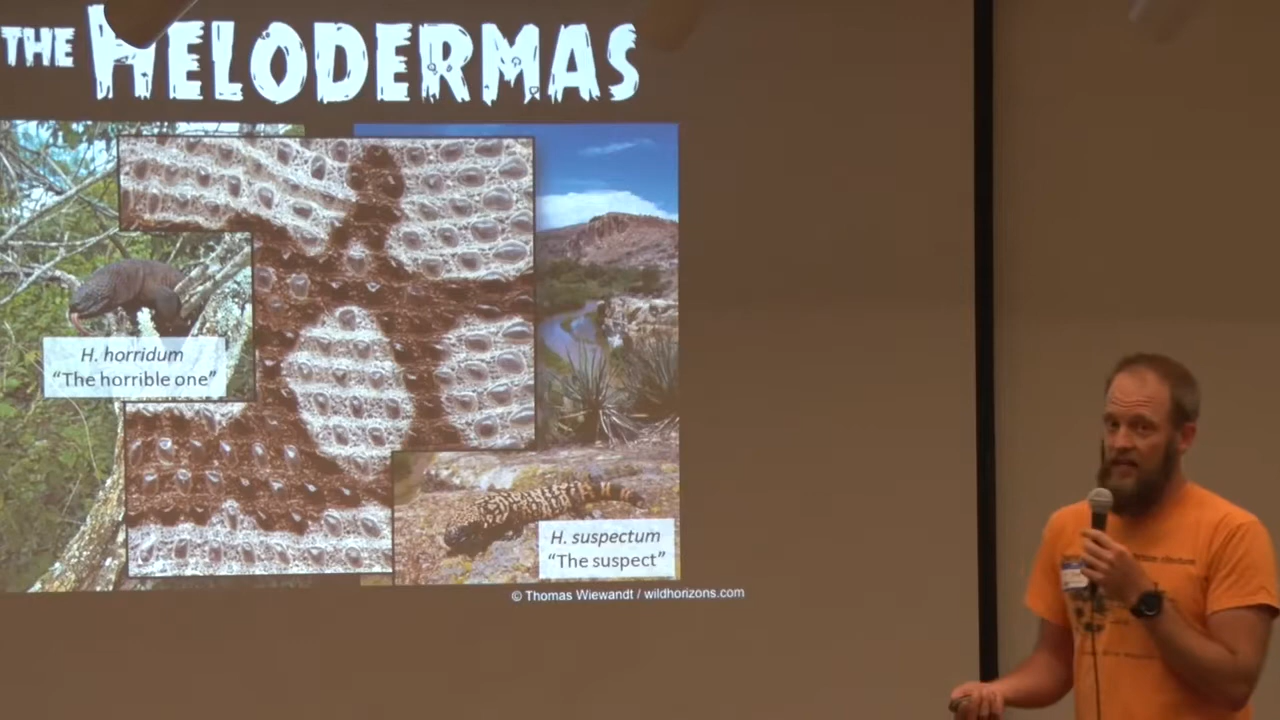 THE HELODERMAS
H. horridum
“The horrible one”
H. suspectum
“The suspect”
© Thomas Wiewandt / wildhorizons.com